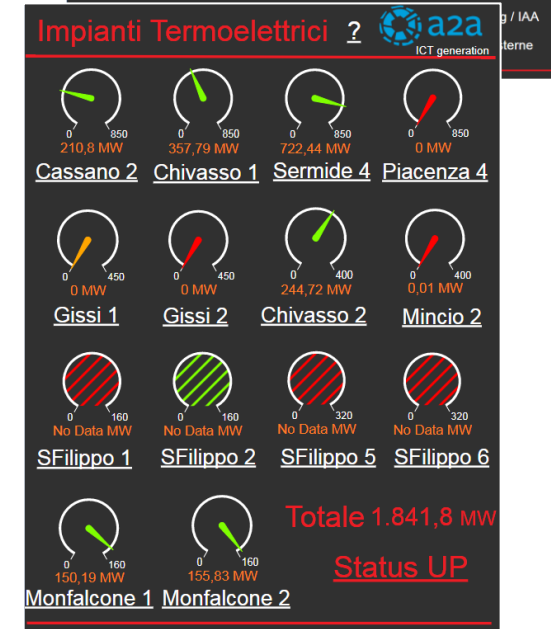 Impianti Termoelettrici ? a2a
ICT generation
g / IAA
sterne
0 850 0 850 0 850 0 850
210,8 MW 357,79 MW 722,44 MW 0 MW
Cassano 2 Chivasso 1 Sermide 4 Piacenza 4
0 450 0 450 0 400 0 400
0 MW 0 MW 244,72 MW 0,01 MW
Gissi 1 Gissi 2 Chivasso 2 Mincio 2
0 160 0 160 0 320 0 320
No Data MW No Data MW No Data MW No Data MW
SFilippo 1 SFilippo 2 SFilippo 5 SFilippo 6
Totale 1.841,8 MW
0 160 0 160
150,19 MW 155,83 MW
Status UP
Monfalcone 1 Monfalcone 2